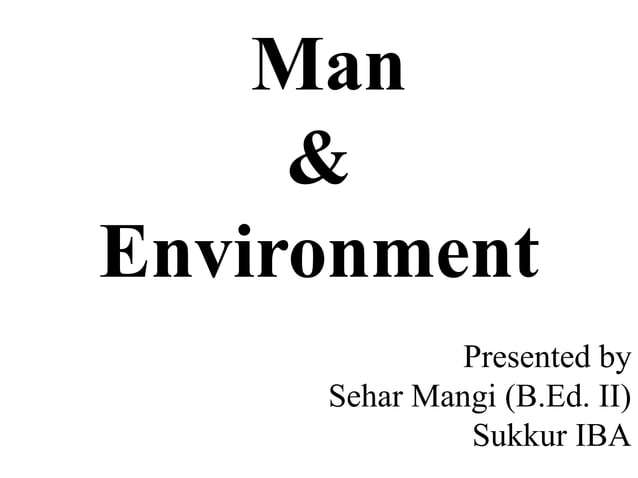 Man
&
Environment
Presented by
Sehar Mangi (B.Ed. II)
Sukkur IBA